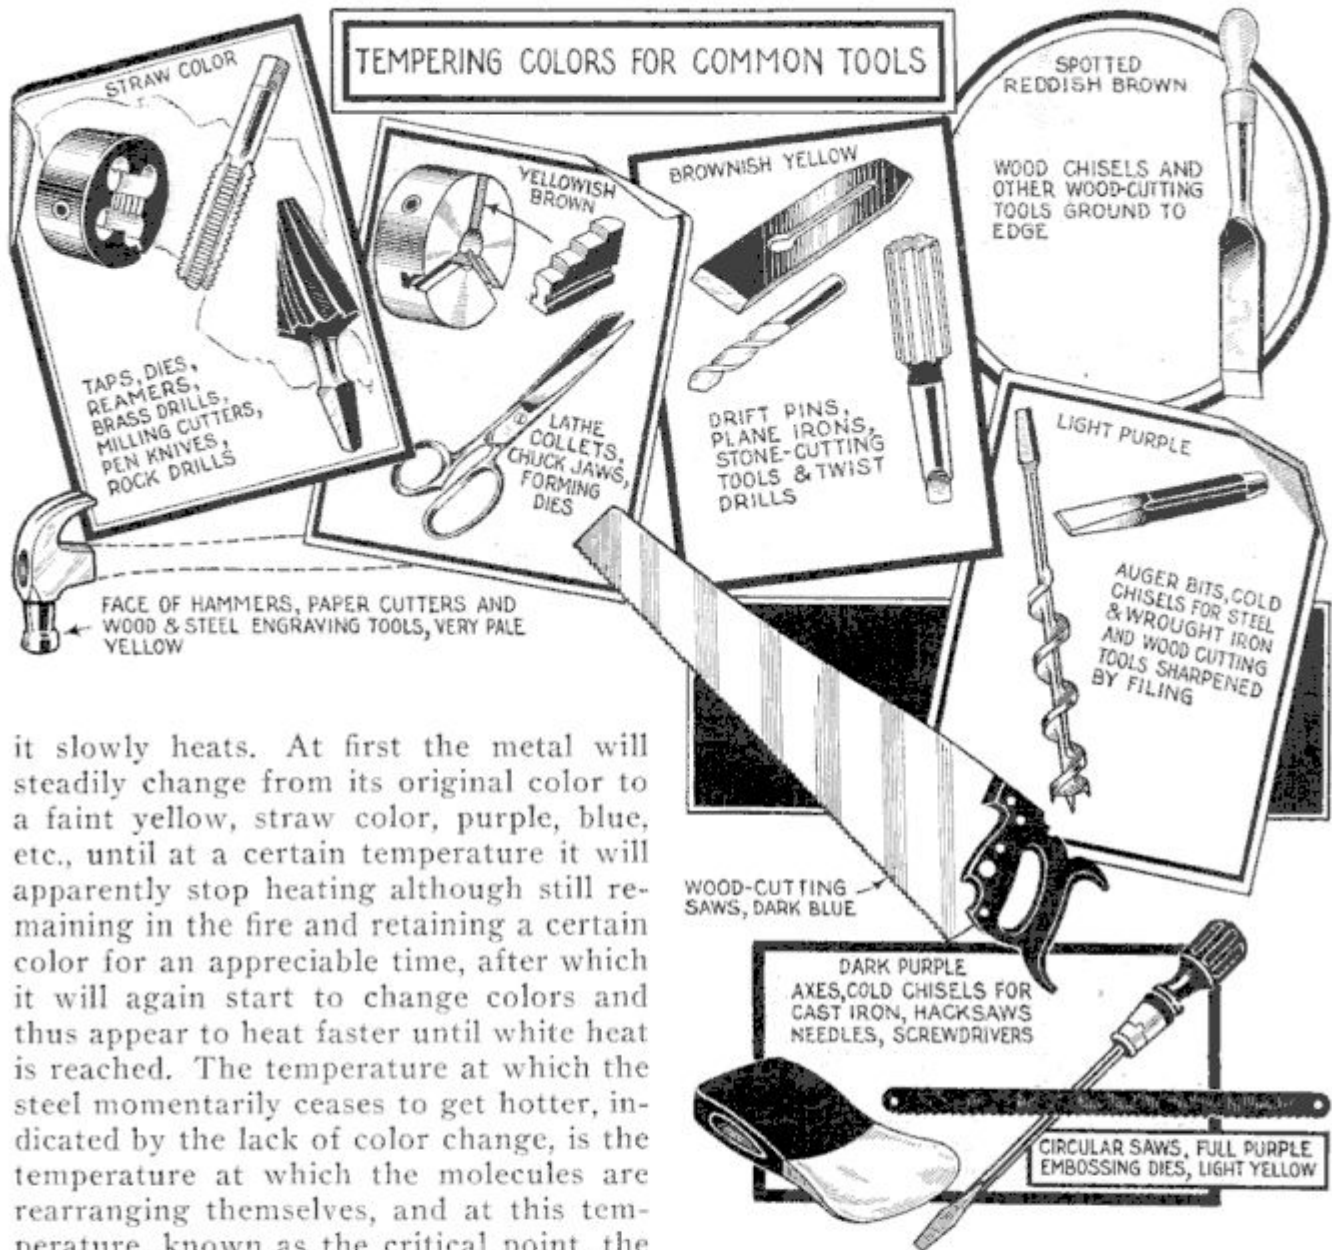 TEMPERING COLORS FOR COMMON TOOLS
STRAW COLOR
TAPS, DIES,
REAMERS,
BRASS DRILLS,
MILLING CUTTERS,
PEN KNIVES,
ROCK DRILLS
YELLOWISH
BROWN
LATHE
COLLETS,
CHUCK JAWS,
FORMING
DIES
BROWNISH YELLOW
DRIFT PINS,
PLANE IRONS,
STONE-CUTTING
TOOLS & TWIST
DRILLS
SPOTTED
REDDISH BROWN
WOOD CHISELS AND
OTHER WOOD-CUTTING
TOOLS GROUND TO
EDGE
LIGHT PURPLE
AUGER BITS, COLD
CHISELS FOR STEEL
& WROUGHT IRON
AND WOOD CUTTING
TOOLS SHARPENED
BY FILING
FACE OF HAMMERS, PAPER CUTTERS AND
WOOD & STEEL ENGRAVING TOOLS, VERY PALE
YELLOW
WOOD-CUTTING
SAWS, DARK BLUE
DARK PURPLE
AXES, COLD CHISELS FOR
CAST IRON, HACKSAWS
NEEDLES, SCREWDRIVERS
CIRCULAR SAWS, FULL PURPLE
EMBOSSING DIES, LIGHT YELLOW
it slowly heats. At first the metal will
steadily change from its original color to
a faint yellow, straw color, purple, blue,
etc., until at a certain temperature it will
apparently stop heating although still re-
maining in the fire and retaining a certain
color for an appreciable time, after which
it will again start to change colors and
thus appear to heat faster until white heat
is reached. The temperature at which the
steel momentarily ceases to get hotter, in-
dicated by the lack of color change, is the
temperature at which the molecules are
rearranging themselves, and at this tem-
perature, known as the critical point, the